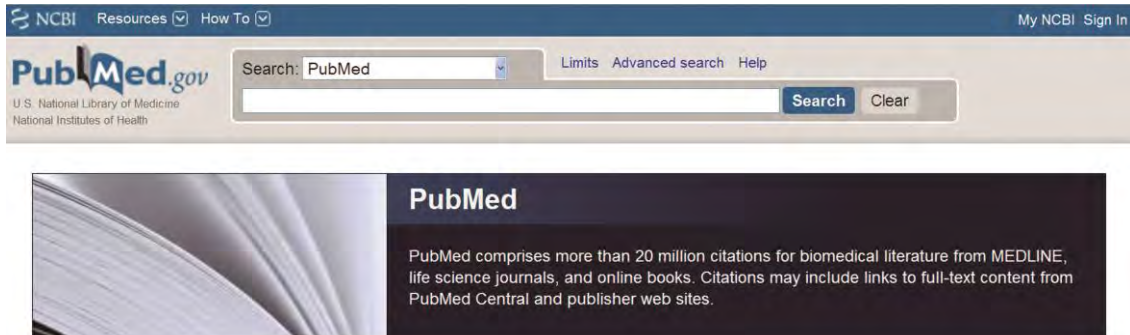 NCBI Resources How To My NCBI Sign In
PubMed.gov
U.S. National Library of Medicine
National Institutes of Health
Search: PubMed
Limits Advanced search Help
Search Clear
PubMed
PubMed comprises more than 20 million citations for biomedical literature from MEDLINE,
life science journals, and online books. Citations may include links to full-text content from
PubMed Central and publisher web sites.